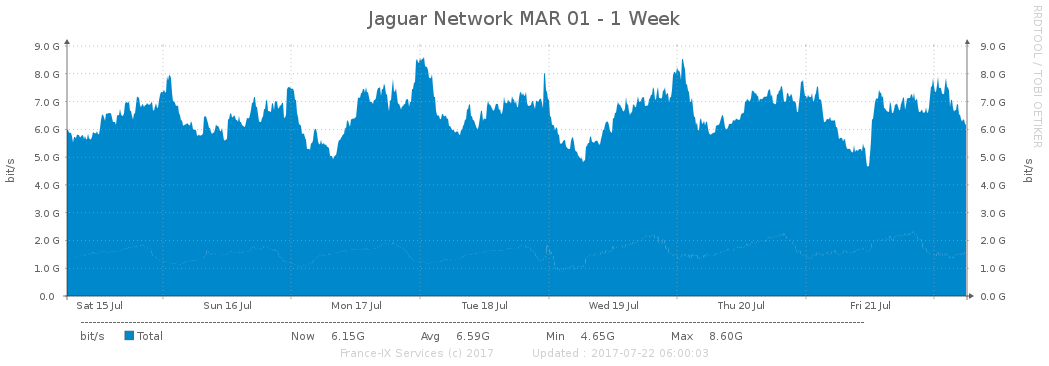 Jaguar Network MAR 01 - 1 Week
RRDTOOL / TOBI OETIKER
bit/s
9.0 G
8.0 G
7.0 G
6.0 G
5.0 G
4.0 G
3.0 G
2.0 G
1.0 G
0.0
9.0 G
8.0 G
7.0 G
6.0 G
5.0 G
4.0 G
3.0 G
2.0 G
1.0 G
0.0 G
bit/s
Sat 15 Jul Sun 16 Jul Mon 17 Jul Tue 18 Jul Wed 19 Jul Thu 20 Jul Fri 21 Jul
bit/s Total Now 6.15G Avg 6.59G Min 4.65G Max 8.60G
France-IX Services (c) 2017 Updated : 2017-07-22 06:00:03